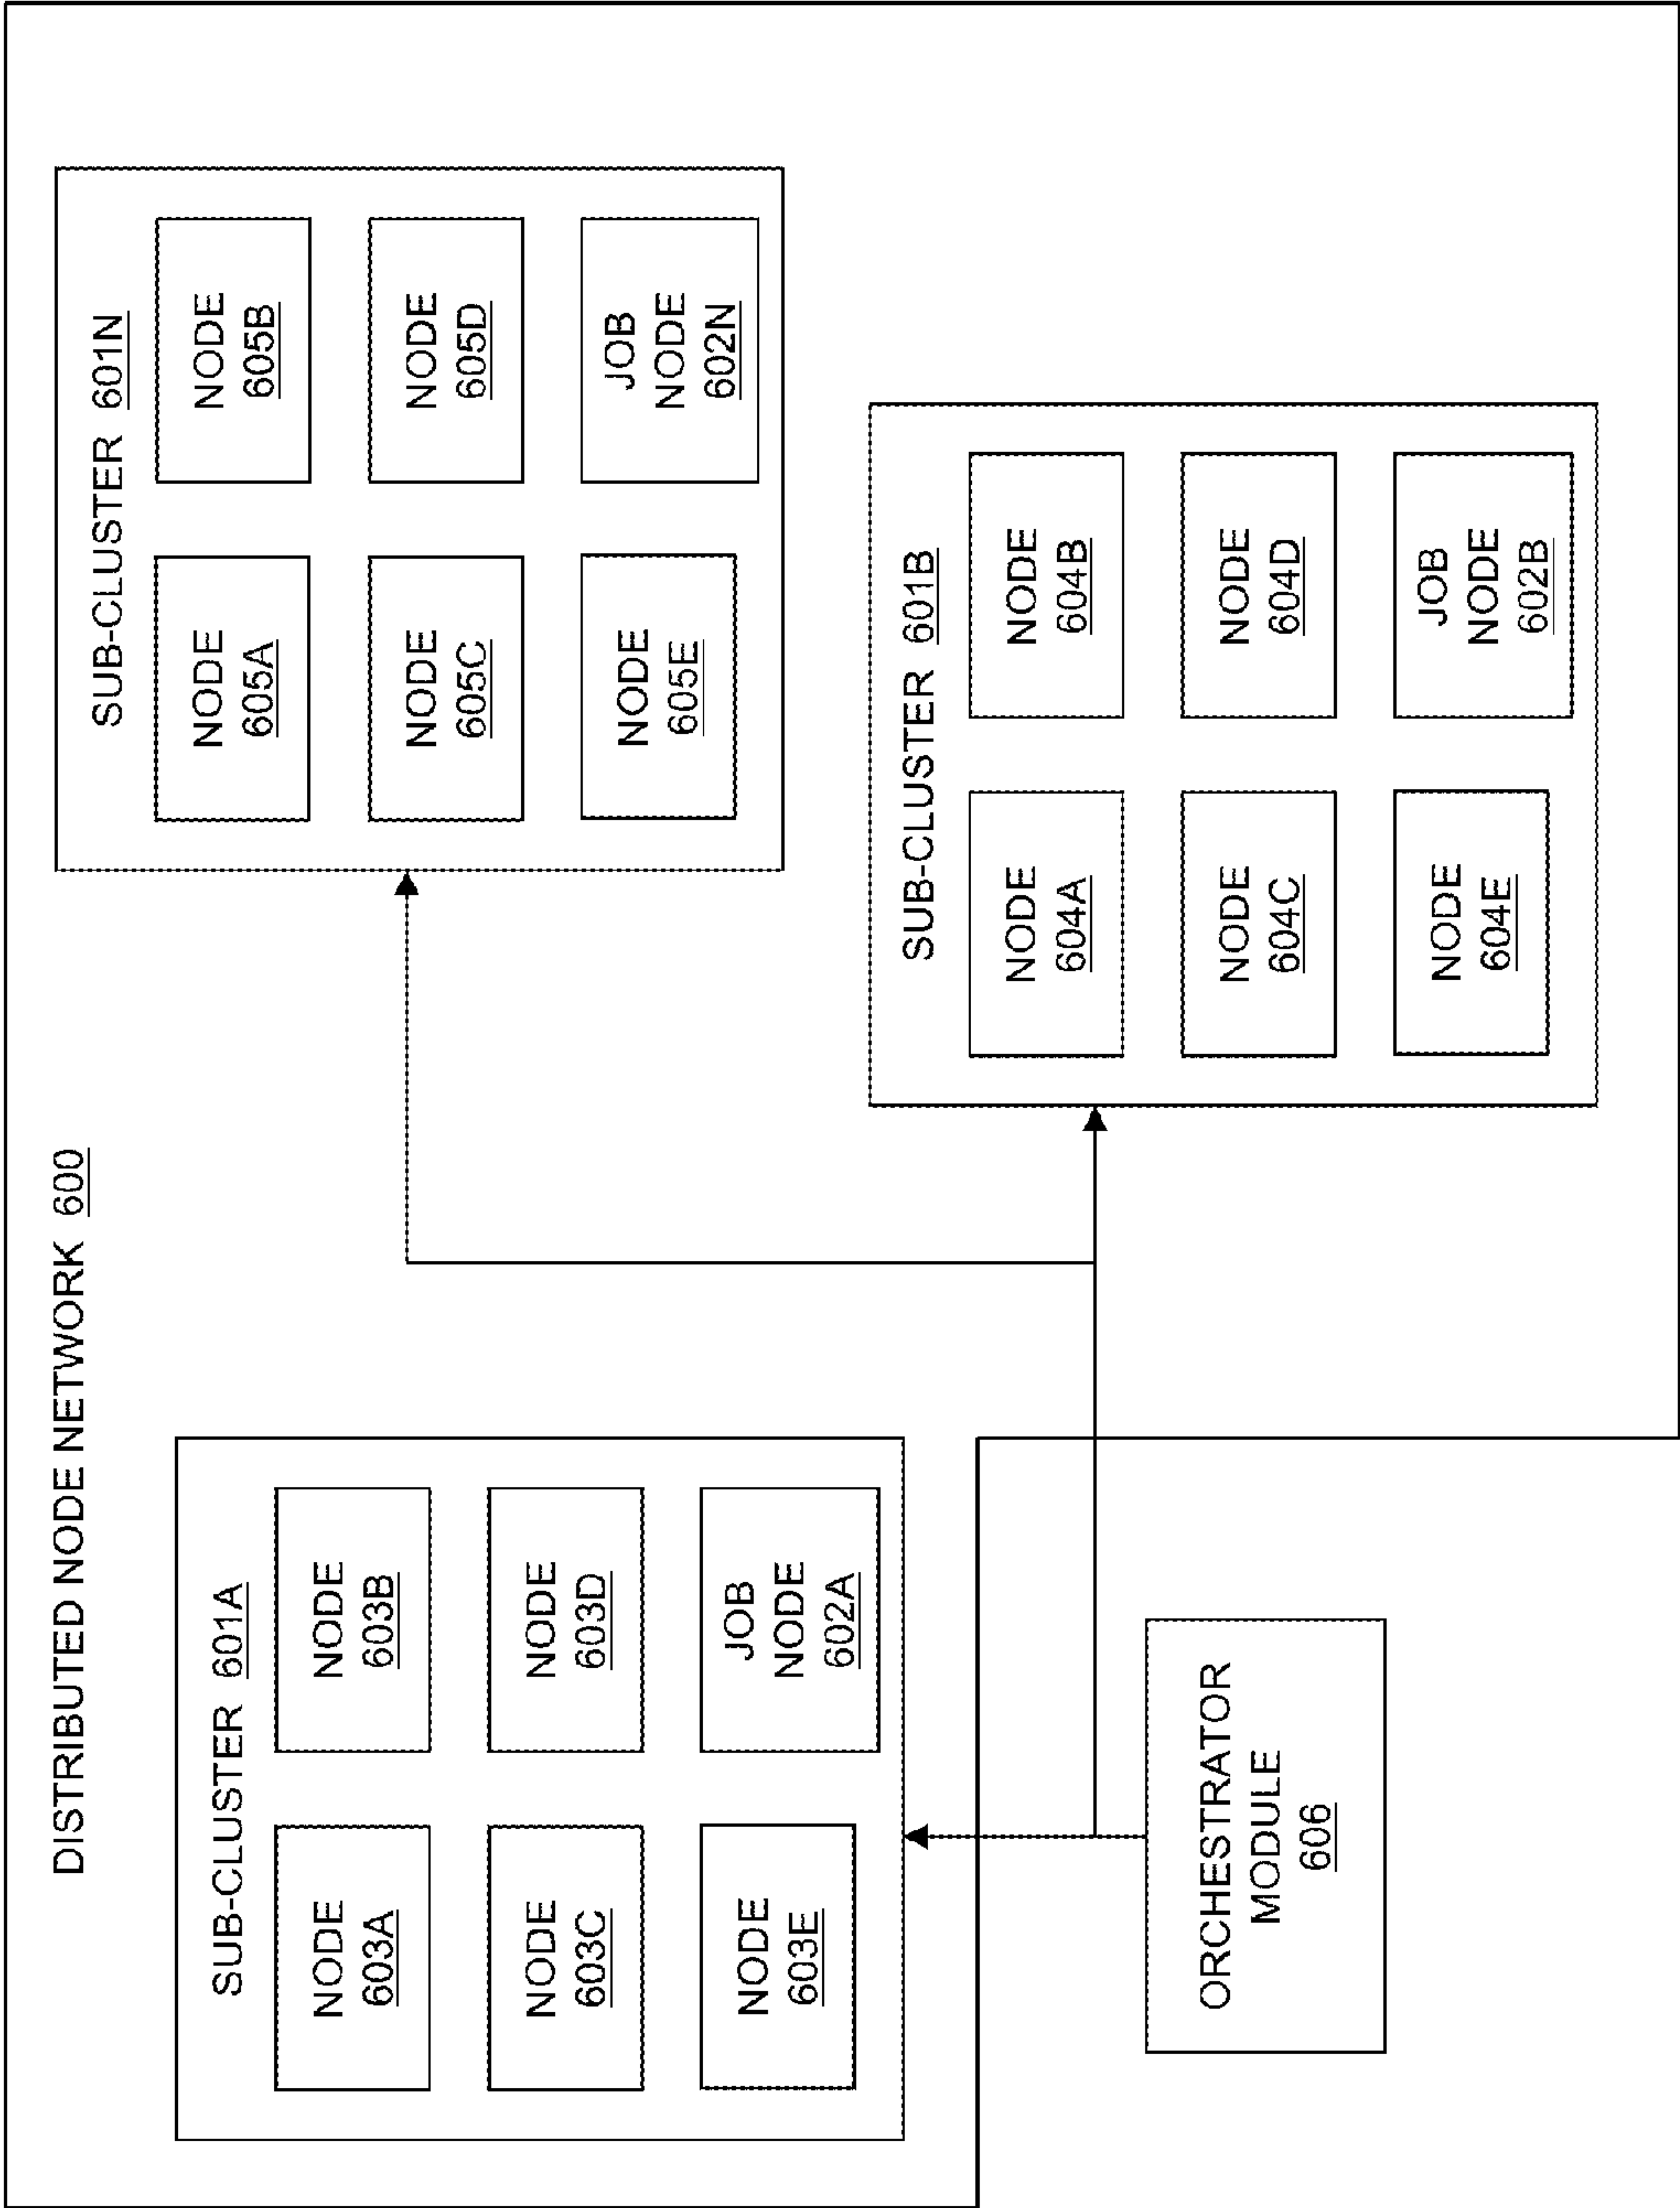 DISTRIBUTED NODE NETWORK 600
SUB-CLUSTER 601A
NODE
603A
NODE
603B
NODE
603C
NODE
603D
NODE
603E
JOB
NODE
602A
SUB-CLUSTER 601N
NODE
605A
NODE
605B
NODE
605C
NODE
605D
NODE
605E
JOB
NODE
602N
SUB-CLUSTER 601B
NODE
604A
NODE
604B
NODE
604C
NODE
604D
NODE
604E
JOB
NODE
602B
ORCHESTRATOR
MODULE
606